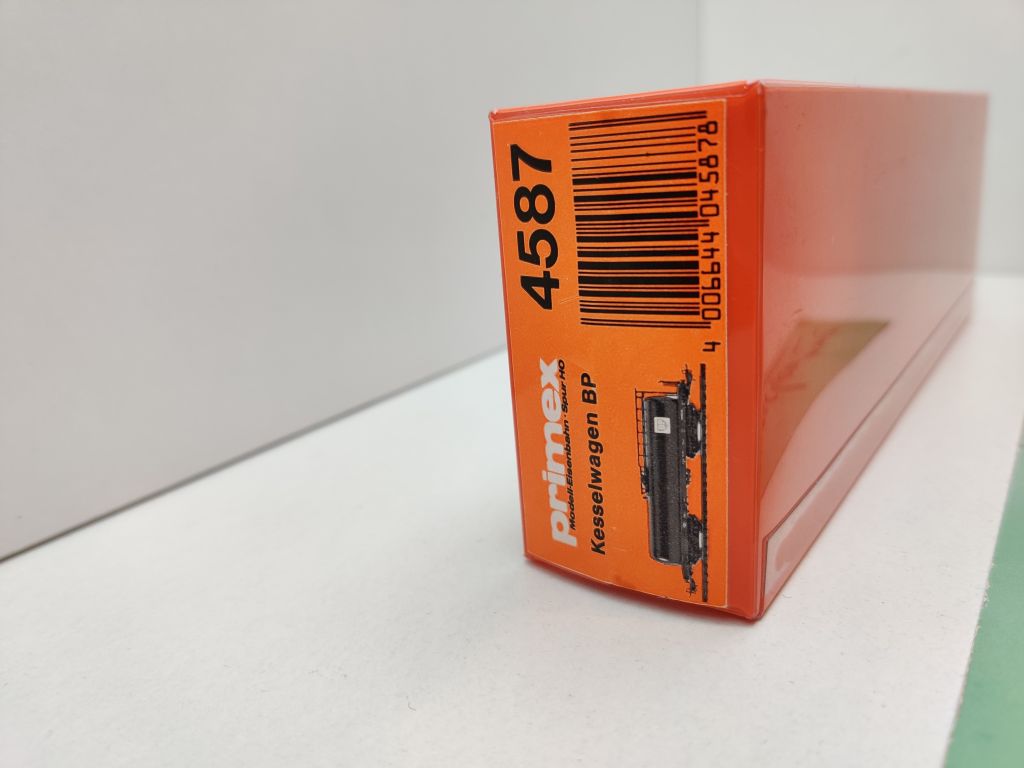 4587
4 006644 045878
primex
Modell-Eisenbahn · Spur HO
Kesselwagen BP